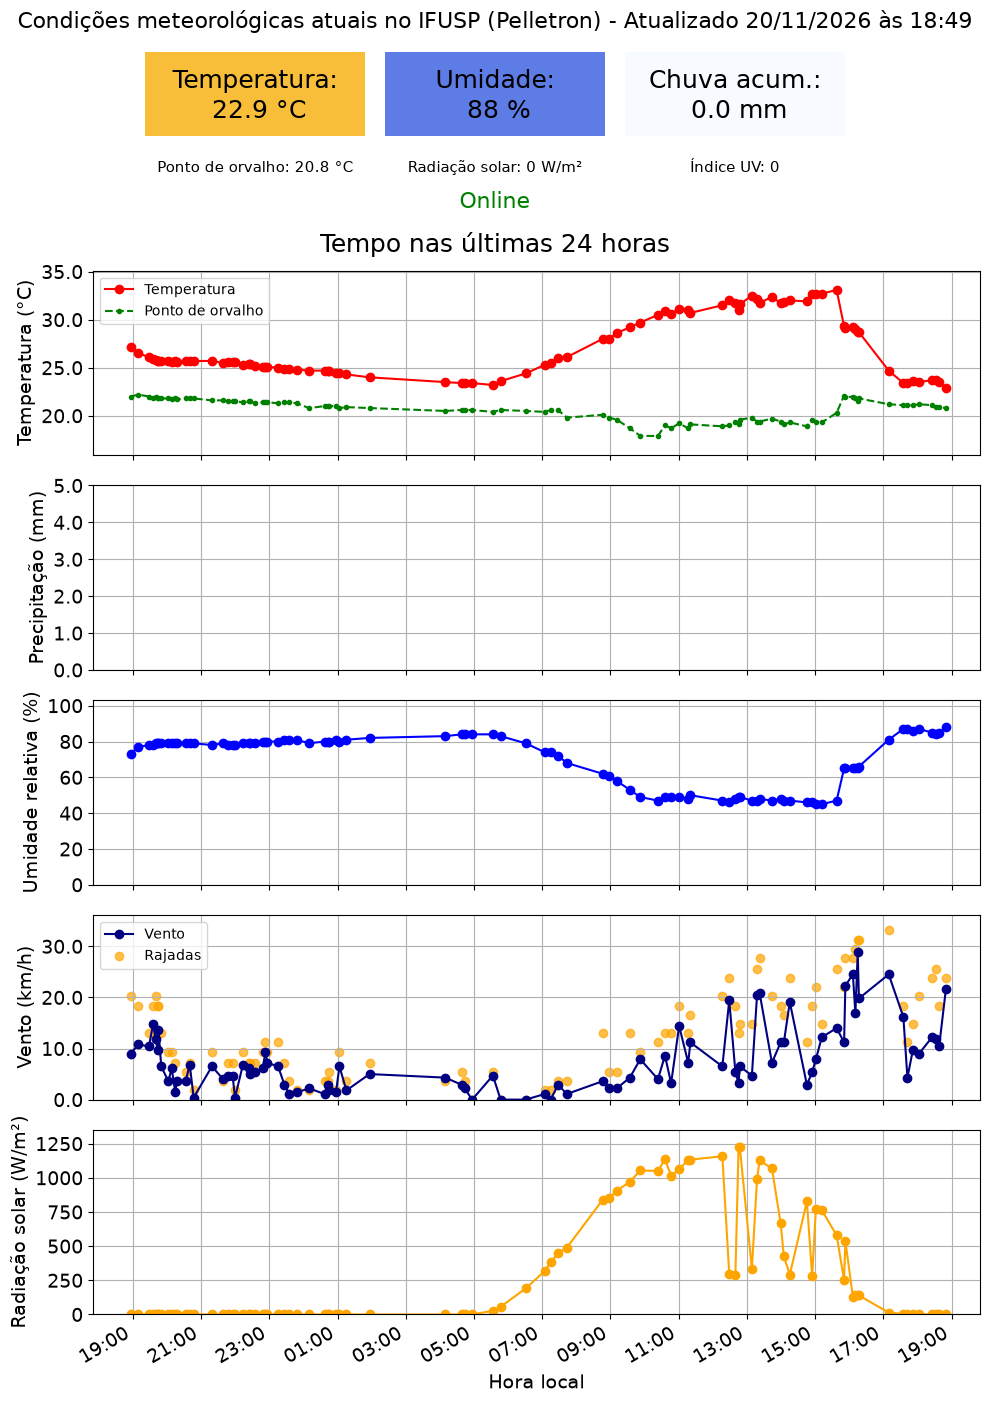 Condições meteorológicas atuais no IFUSP (Pelletron) - Atualizado 20/11/2026 às 18:49
Temperatura:
22.9 °C
Umidade:
88 %
Chuva acum.:
0.0 mm
Ponto de orvalho: 20.8 °C
Radiação solar: 0 W/m²
Índice UV: 0
Online
Tempo nas últimas 24 horas
Temperatura (°C)
35.0
30.0
25.0
20.0
Temperatura
Ponto de orvalho
Precipitação (mm)
5.0
4.0
3.0
2.0
1.0
0.0
Umidade relativa (%)
100
80
60
40
20
0
Vento (km/h)
30.0
20.0
10.0
0.0
Vento
Rajadas
Radiação solar (W/m²)
1250
1000
750
500
250
0
19:00 21:00 23:00 01:00 03:00 05:00 07:00 09:00 11:00 13:00 15:00 17:00 19:00
Hora local